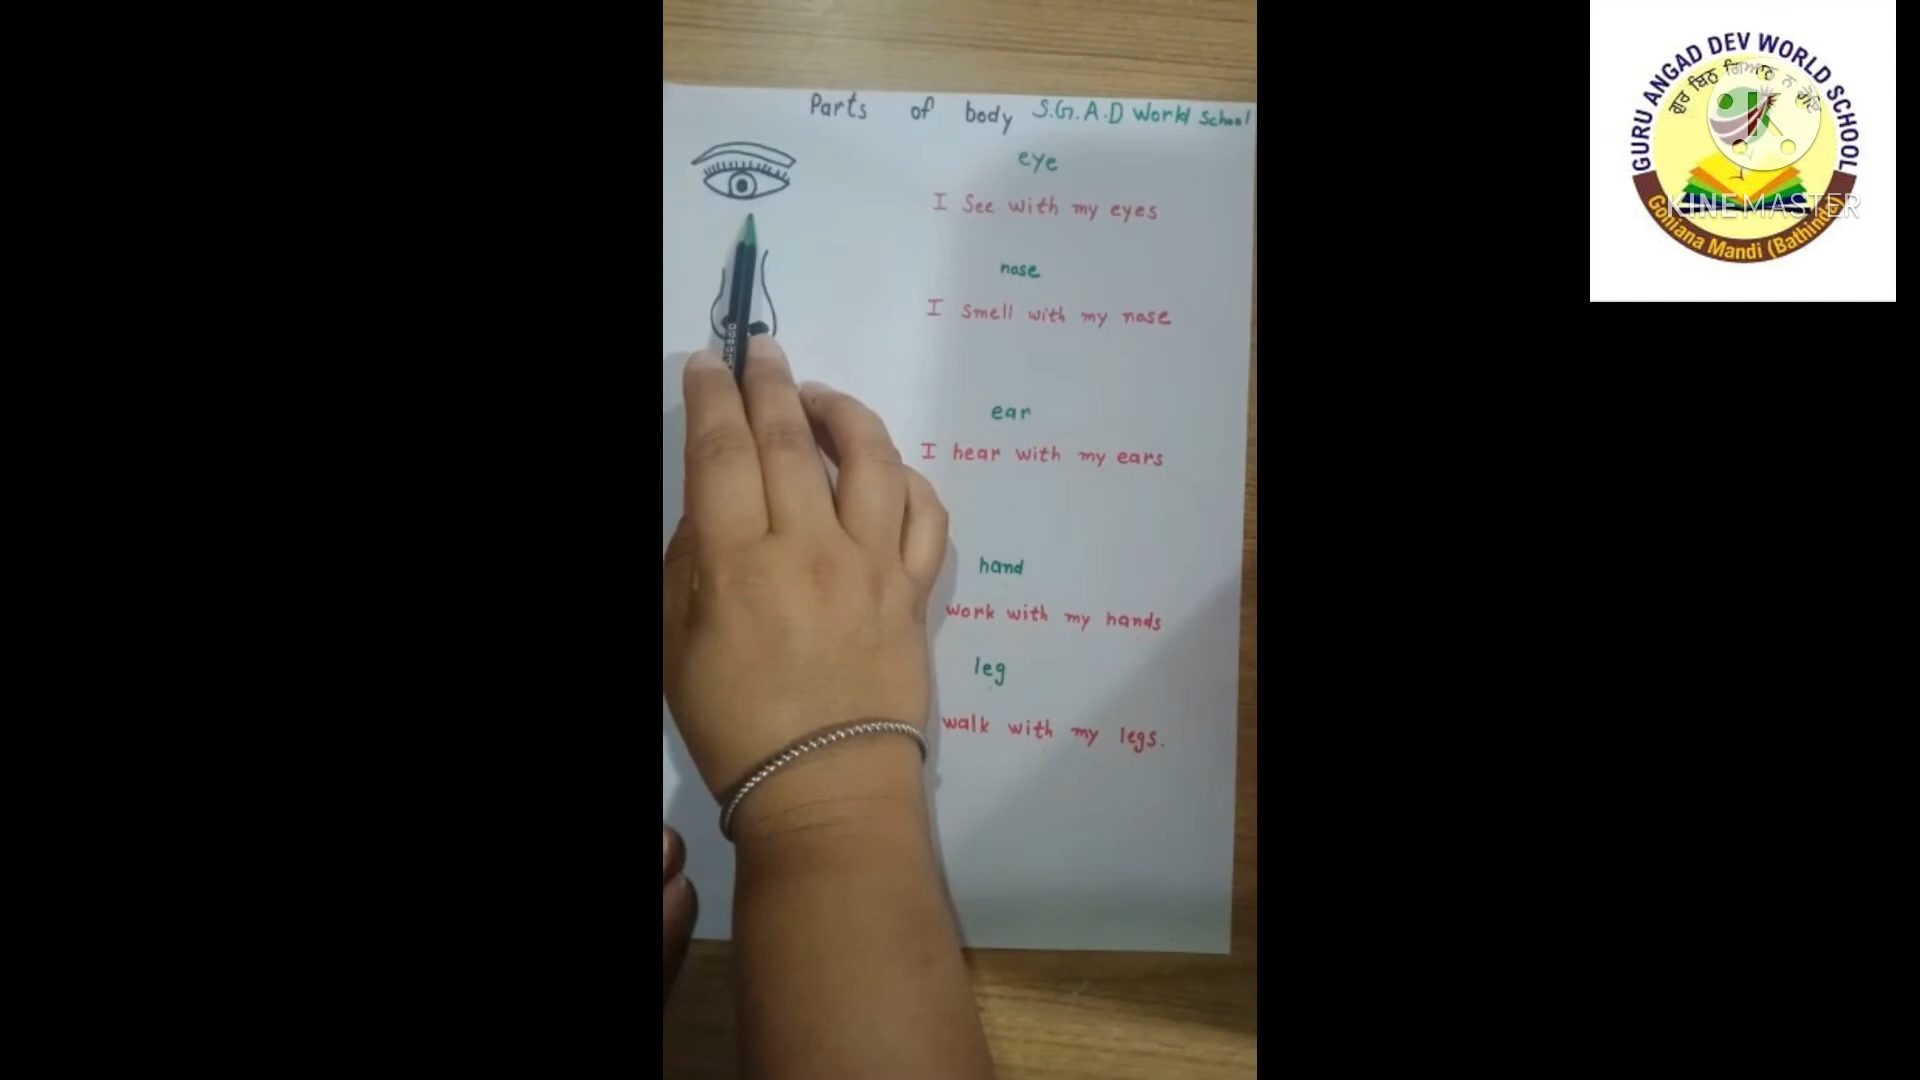 Parts of body S.G.A.D World School
eye
I See with my eyes
nose
I smell with my nose
ear
I hear with my ears
hand
work with my hands
leg
walk with my legs.
GURU ANGAD DEV WORLD SCHOOL
ਗੁਰ ਬਿਨ ਗਿਆਨ ਨ ਹੋਇ
KINEMASTER
Goniana Mandi (Bathinda)